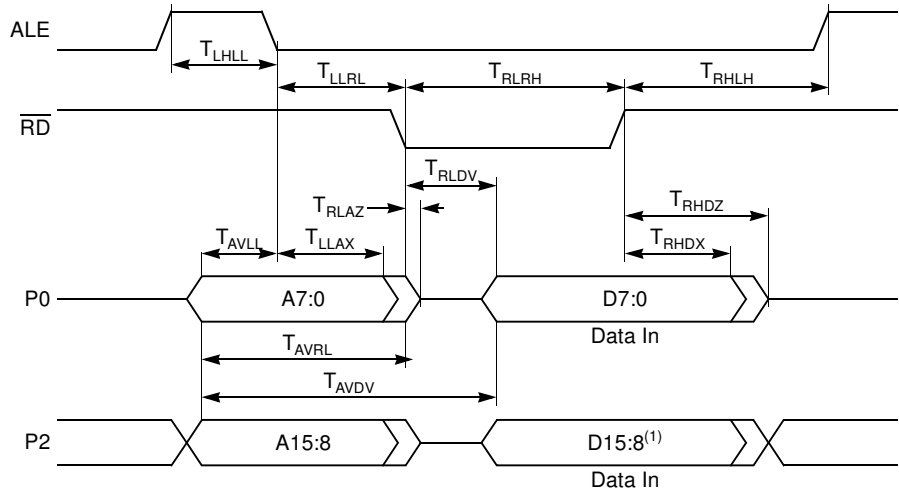 ALE
T_LHLL
T_LLRL
T_RLRH
T_RHLH
RD
T_RLDV
T_RLAZ
T_RHDZ
T_AVLL
T_LLAX
T_RHDX
P0
A7:0
D7:0
Data In
T_AVRL
T_AVDV
P2
A15:8
D15:8(1)
Data In